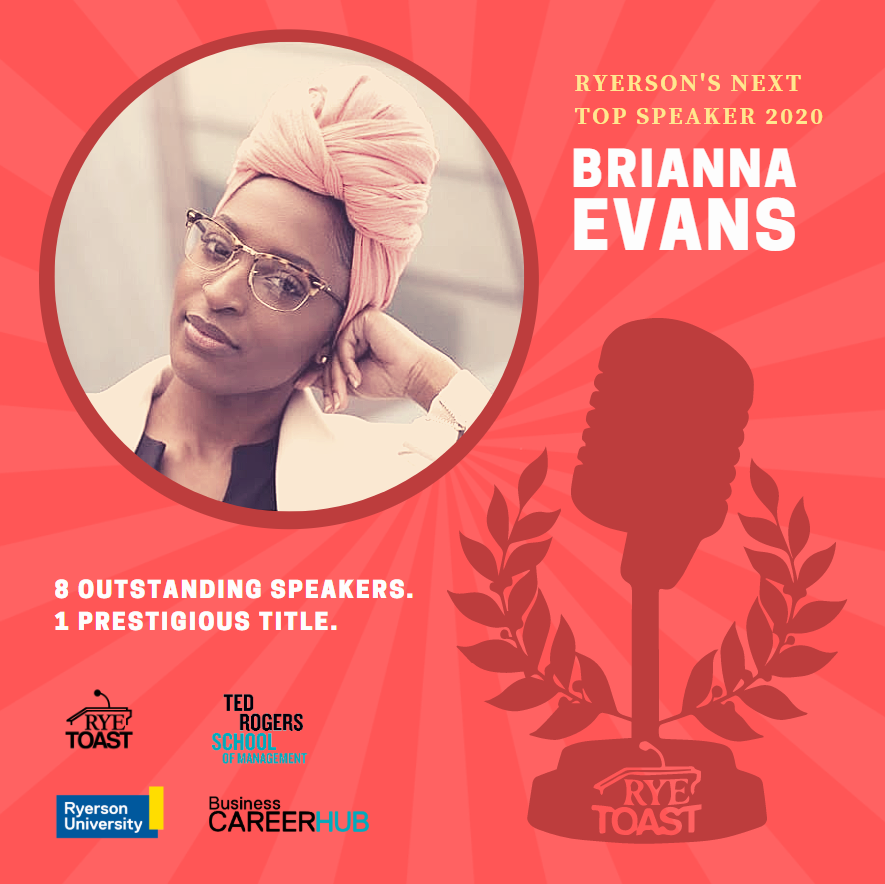 RYERSON'S NEXT
TOP SPEAKER 2020
BRIANNA
EVANS
8 OUTSTANDING SPEAKERS.
1 PRESTIGIOUS TITLE.
RYE
TOAST
TED
ROGERS
SCHOOL
OF MANAGEMENT
Ryerson
University
Business
CAREERHUB
RYE
TOAST